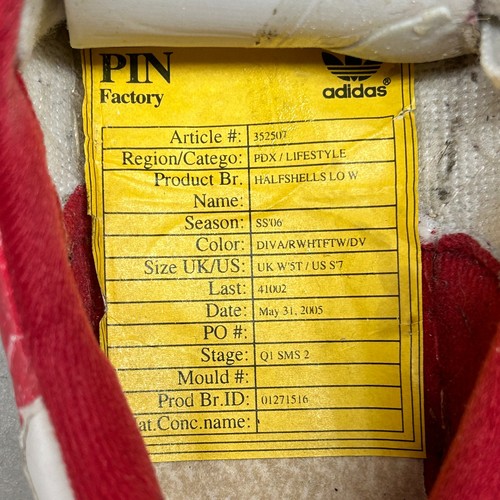 PIN
Factory
adidas®
Article #: 352507
Region/Catego: PDX / LIFESTYLE
Product Br. HALFSHELLS LO W
Name:
Season: SS'06
Color: DIVA/RWHTFTW/DV
Size UK/US: UK W'5T / US S'7
Last: 41002
Date: May 31, 2005
PO #:
Stage: Q1 SMS 2
Mould #:
Prod Br.ID: 01271516
at.Conc.name: